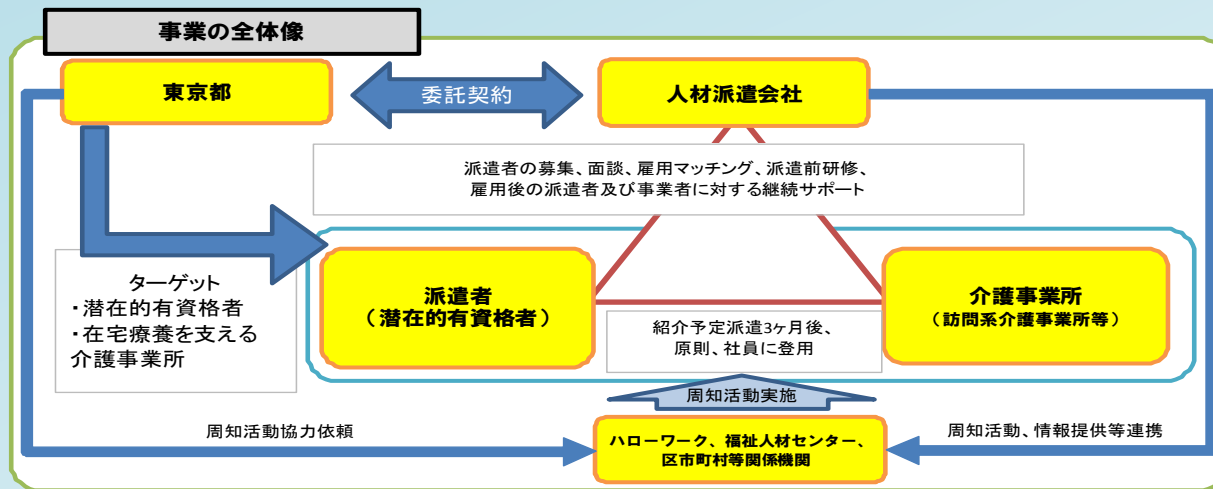 事業の全体像
東京都
委託契約
人材派遣会社
派遣者の募集、面談、雇用マッチング、派遣前研修、
雇用後の派遣者及び事業者に対する継続サポート
ターゲット
・潜在的有資格者
・在宅療養を支える
介護事業所
派遣者
（潜在的有資格者）
介護事業所
（訪問系介護事業所等）
紹介予定派遣3ヶ月後、
原則、社員に登用
周知活動実施
周知活動協力依頼
ハローワーク、福祉人材センター、
区市町村等関係機関
周知活動、情報提供等連携